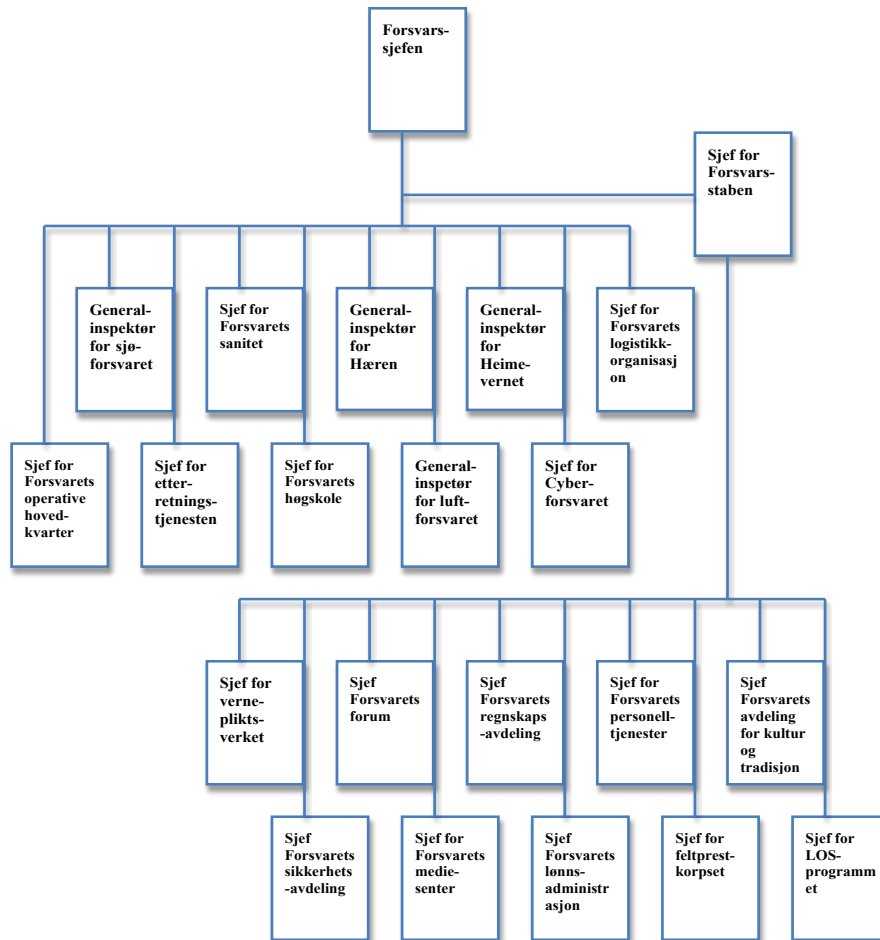 Forsvars-
sjefen
Sjef for
Forsvars-
staben
General-
inspektør
for sjø-
forsvaret
Sjef for
Forsvarets
sanitet
General-
inspektør
for
Hæren
General-
inspektør
for
Heime-
vernet
Sjef for
Forsvarets
logistikk-
organisasj
on
Sjef for
Forsvarets
operative
hoved-
kvarter
Sjef for
etter-
retnings-
tjenesten
Sjef for
Forsvarets
høgskole
General-
inspetør
for luft-
forsvaret
Sjef for
Cyber-
forsvaret
Sjef for
verne-
plikts-
verket
Sjef
Forsvarets
forum
Sjef
Forsvarets
regnskaps
-avdeling
Sjef for
Forsvarets
personell-
tjenester
Sjef
Forsvarets
avdeling
for kultur
og
tradisjon
Sjef
Forsvarets
sikkerhets
-avdeling
Sjef for
Forsvarets
medie-
senter
Sjef
Forsvarets
lønns-
administr
asjon
Sjef for
feltprest-
korpset
Sjef for
LOS-
programm
et